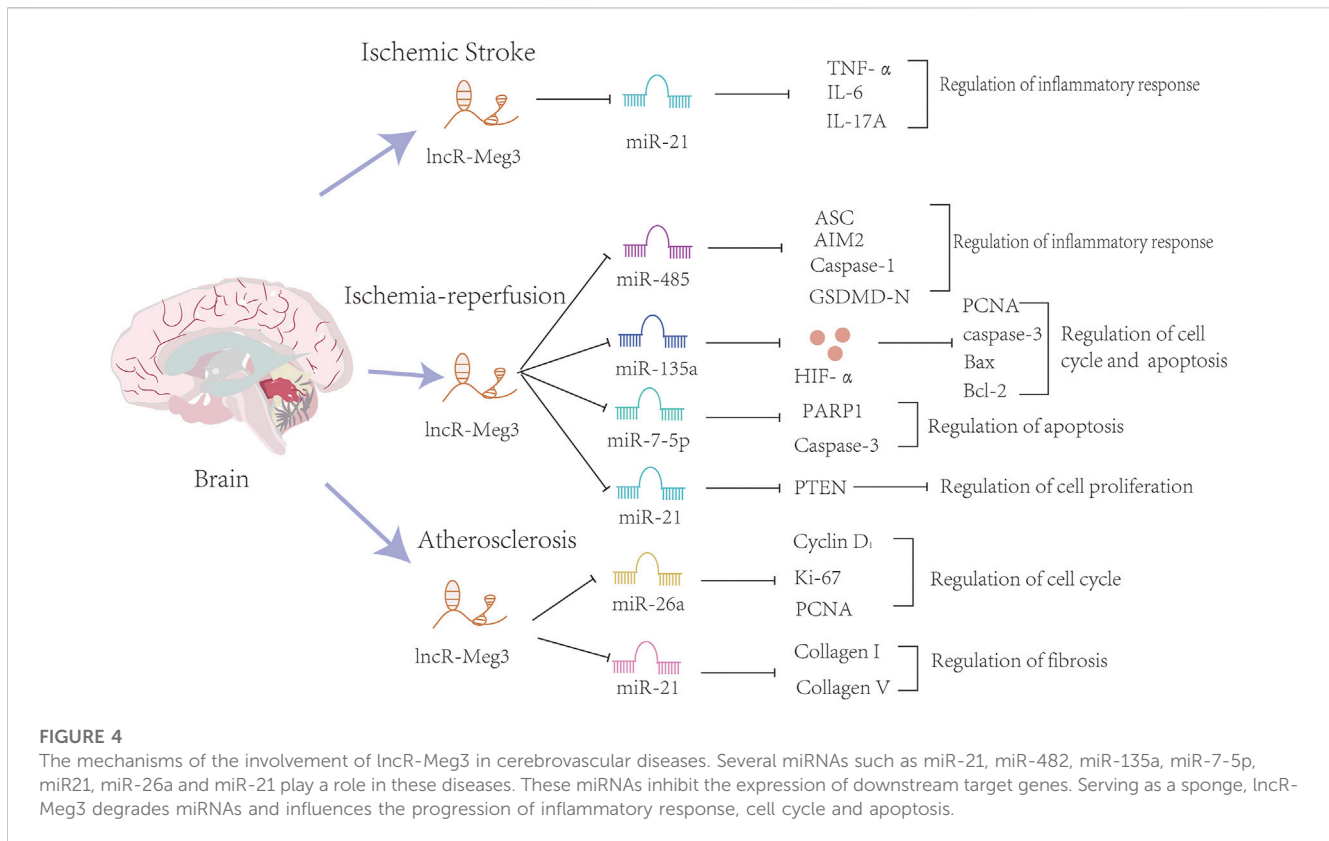 Ischemic Stroke
lncR-Meg3
miR-21
TNF- α
IL-6
IL-17A
Regulation of inflammatory response
Brain
Ischemia-reperfusion
lncR-Meg3
miR-485
ASC
AIM2
Caspase-1
GSDMD-N
Regulation of inflammatory response
miR-135a
HIF- α
PCNA
caspase-3
Bax
Bcl-2
Regulation of cell
cycle and apoptosis
miR-7-5p
PARP1
Caspase-3
Regulation of apoptosis
miR-21
PTEN
Regulation of cell proliferation
Atherosclerosis
lncR-Meg3
miR-26a
Cyclin D₁
Ki-67
PCNA
Regulation of cell cycle
miR-21
Collagen I
Collagen V
Regulation of fibrosis
FIGURE 4
The mechanisms of the involvement of lncR-Meg3 in cerebrovascular diseases. Several miRNAs such as miR-21, miR-482, miR-135a, miR-7-5p,
miR21, miR-26a and miR-21 play a role in these diseases. These miRNAs inhibit the expression of downstream target genes. Serving as a sponge, lncR-
Meg3 degrades miRNAs and influences the progression of inflammatory response, cell cycle and apoptosis.